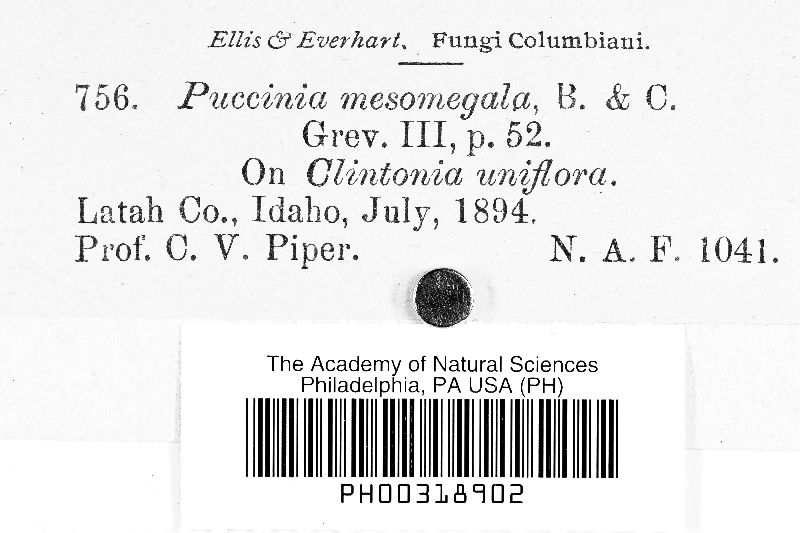 Ellis & Everhart. Fungi Columbiani.
756. Puccinia mesomegala, B. & C.
Grev. III, p. 52.
On Clintonia uniflora.
Latah Co., Idaho, July, 1894.
Prof. C. V. Piper. N. A. F. 1041.
The Academy of Natural Sciences
Philadelphia, PA USA (PH)
PH00318902